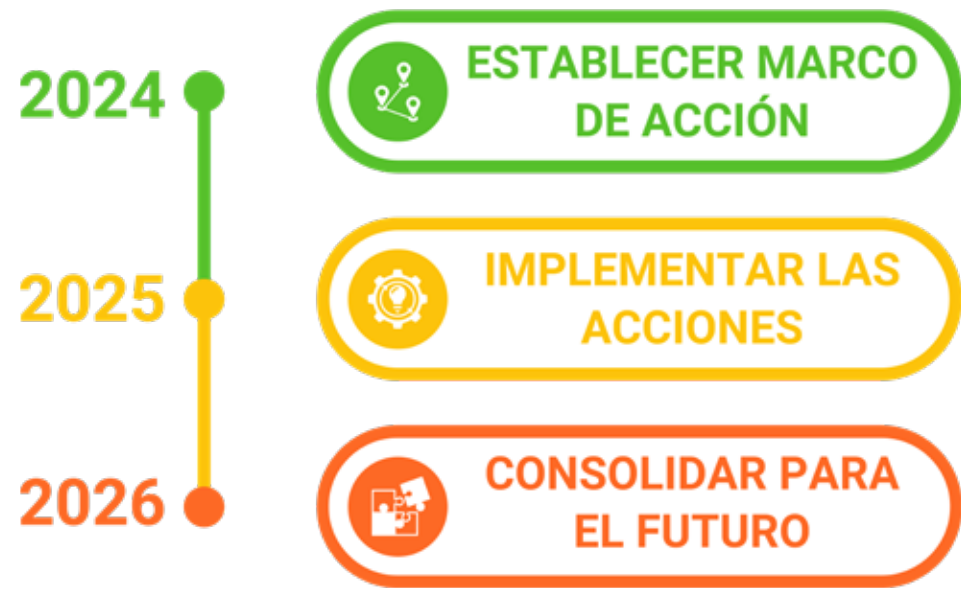 2024
ESTABLECER MARCO
DE ACCIÓN
2025
IMPLEMENTAR LAS
ACCIONES
2026
CONSOLIDAR PARA
EL FUTURO